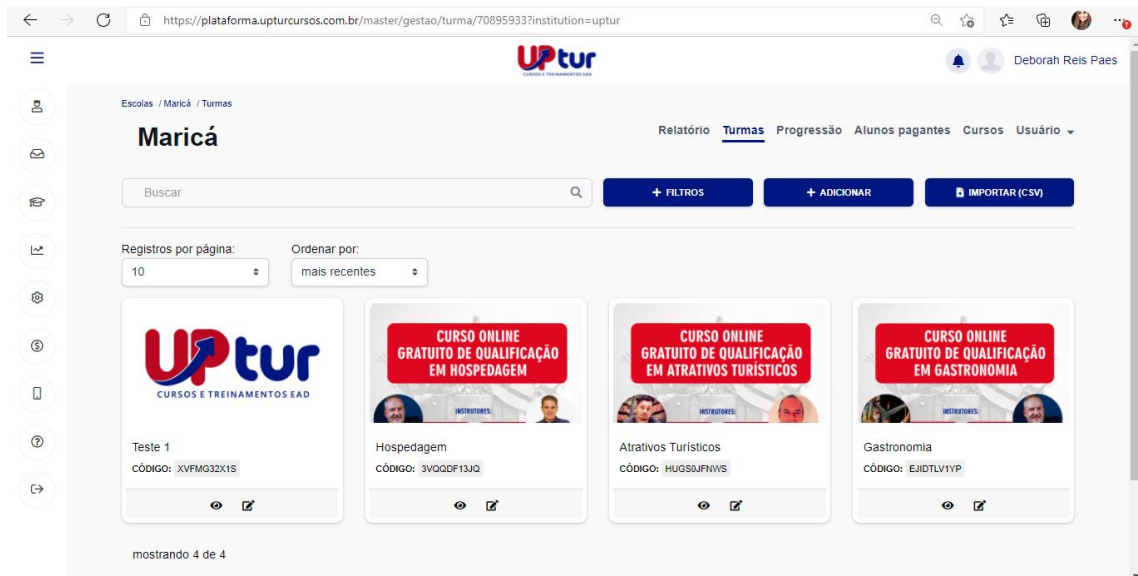 https://plataforma.upturcursos.com.br/master/gestao/turma/70895933?institution=uptur
UPtur
CURSOS E TREINAMENTOS EAD
Deborah Reis Paes
Escolas / Maricá / Turmas
Maricá
Relatório Turmas Progressão Alunos pagantes Cursos Usuário
Buscar
+ FILTROS
+ ADICIONAR
IMPORTAR (CSV)
Registros por página:
Ordenar por:
10
mais recentes
UPtur
CURSOS E TREINAMENTOS EAD
Teste 1
CÓDIGO: XVFMG32X1S
CURSO ONLINE
GRATUITO DE QUALIFICAÇÃO
EM HOSPEDAGEM
INSTRUTORES:
Hospedagem
CÓDIGO: 3VQQDF13JQ
CURSO ONLINE
GRATUITO DE QUALIFICAÇÃO
EM ATRATIVOS TURÍSTICOS
INSTRUTORES:
Atrativos Turísticos
CÓDIGO: HUGS0JFNWS
CURSO ONLINE
GRATUITO DE QUALIFICAÇÃO
EM GASTRONOMIA
INSTRUTORES:
Gastronomia
CÓDIGO: EJIDTLV1YP
mostrando 4 de 4